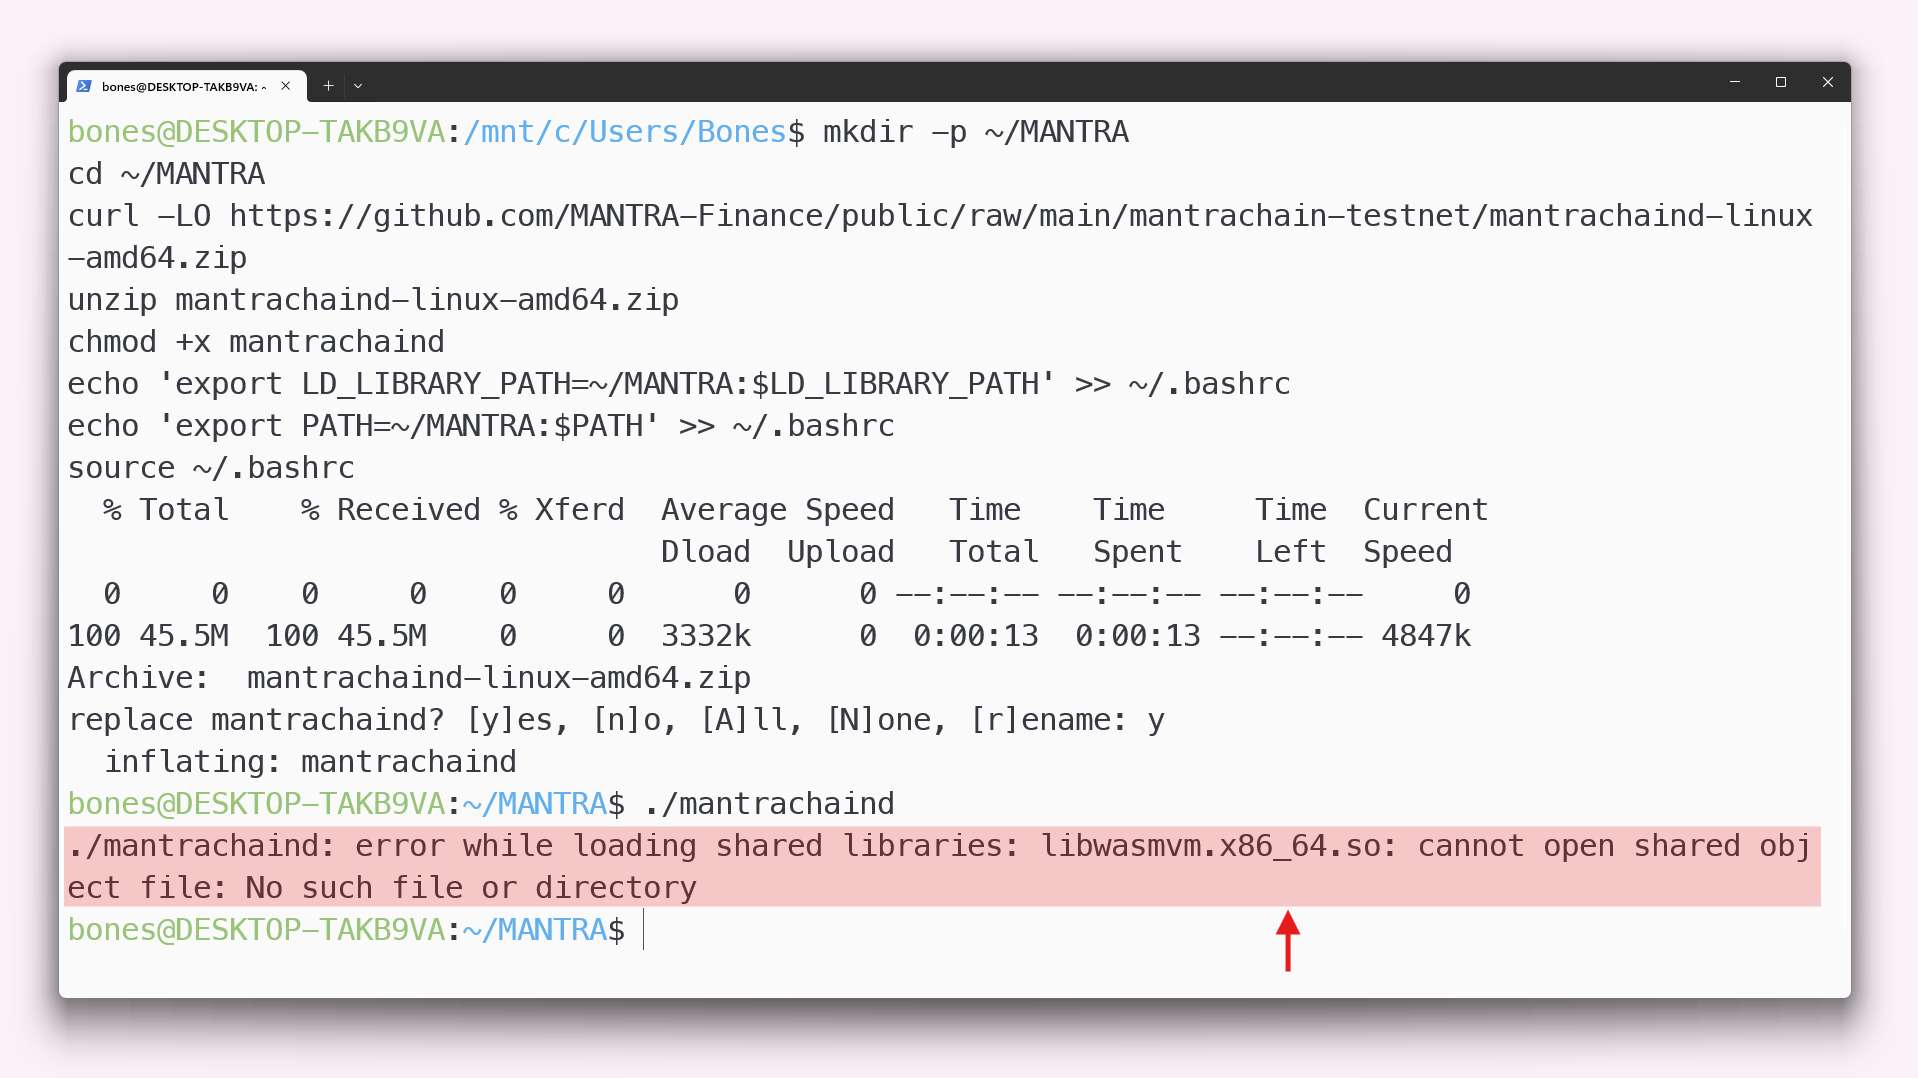 bones@DESKTOP-TAKB9VA: ~
bones@DESKTOP-TAKB9VA:/mnt/c/Users/Bones$ mkdir -p ~/MANTRA
cd ~/MANTRA
curl -LO https://github.com/MANTRA-Finance/public/raw/main/mantrachain-testnet/mantrachaind-linux
-amd64.zip
unzip mantrachaind-linux-amd64.zip
chmod +x mantrachaind
echo 'export LD_LIBRARY_PATH=~/MANTRA:$LD_LIBRARY_PATH' >> ~/.bashrc
echo 'export PATH=~/MANTRA:$PATH' >> ~/.bashrc
source ~/.bashrc
  % Total    % Received % Xferd  Average Speed   Time    Time     Time  Current
                                 Dload  Upload   Total   Spent    Left  Speed
  0     0    0     0    0     0      0      0 --:--:-- --:--:-- --:--:--     0
100 45.5M  100 45.5M    0     0  3332k      0  0:00:13  0:00:13 --:--:-- 4847k
Archive:  mantrachaind-linux-amd64.zip
replace mantrachaind? [y]es, [n]o, [A]ll, [N]one, [r]ename: y
  inflating: mantrachaind
bones@DESKTOP-TAKB9VA:~/MANTRA$ ./mantrachaind
./mantrachaind: error while loading shared libraries: libwasmvm.x86_64.so: cannot open shared obj
ect file: No such file or directory
bones@DESKTOP-TAKB9VA:~/MANTRA$